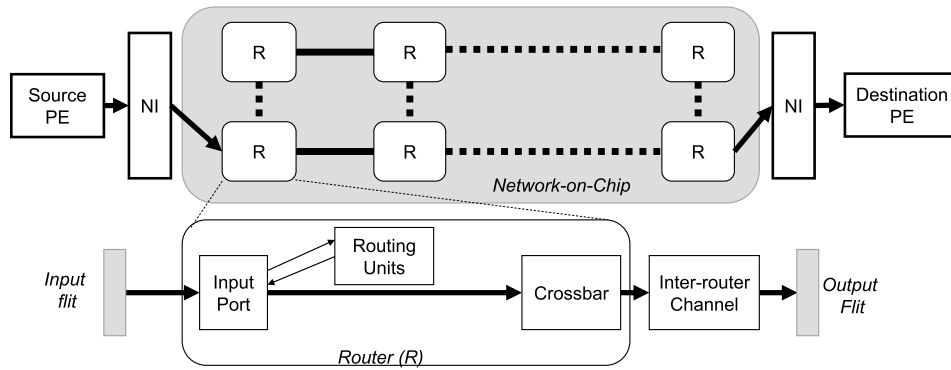 R
R
R
Source
PE
NI
NI
Destination
PE
R
R
R
Network-on-Chip
Input
flit
Input
Port
Routing
Units
Crossbar
Inter-router
Channel
Output
Flit
Router (R)